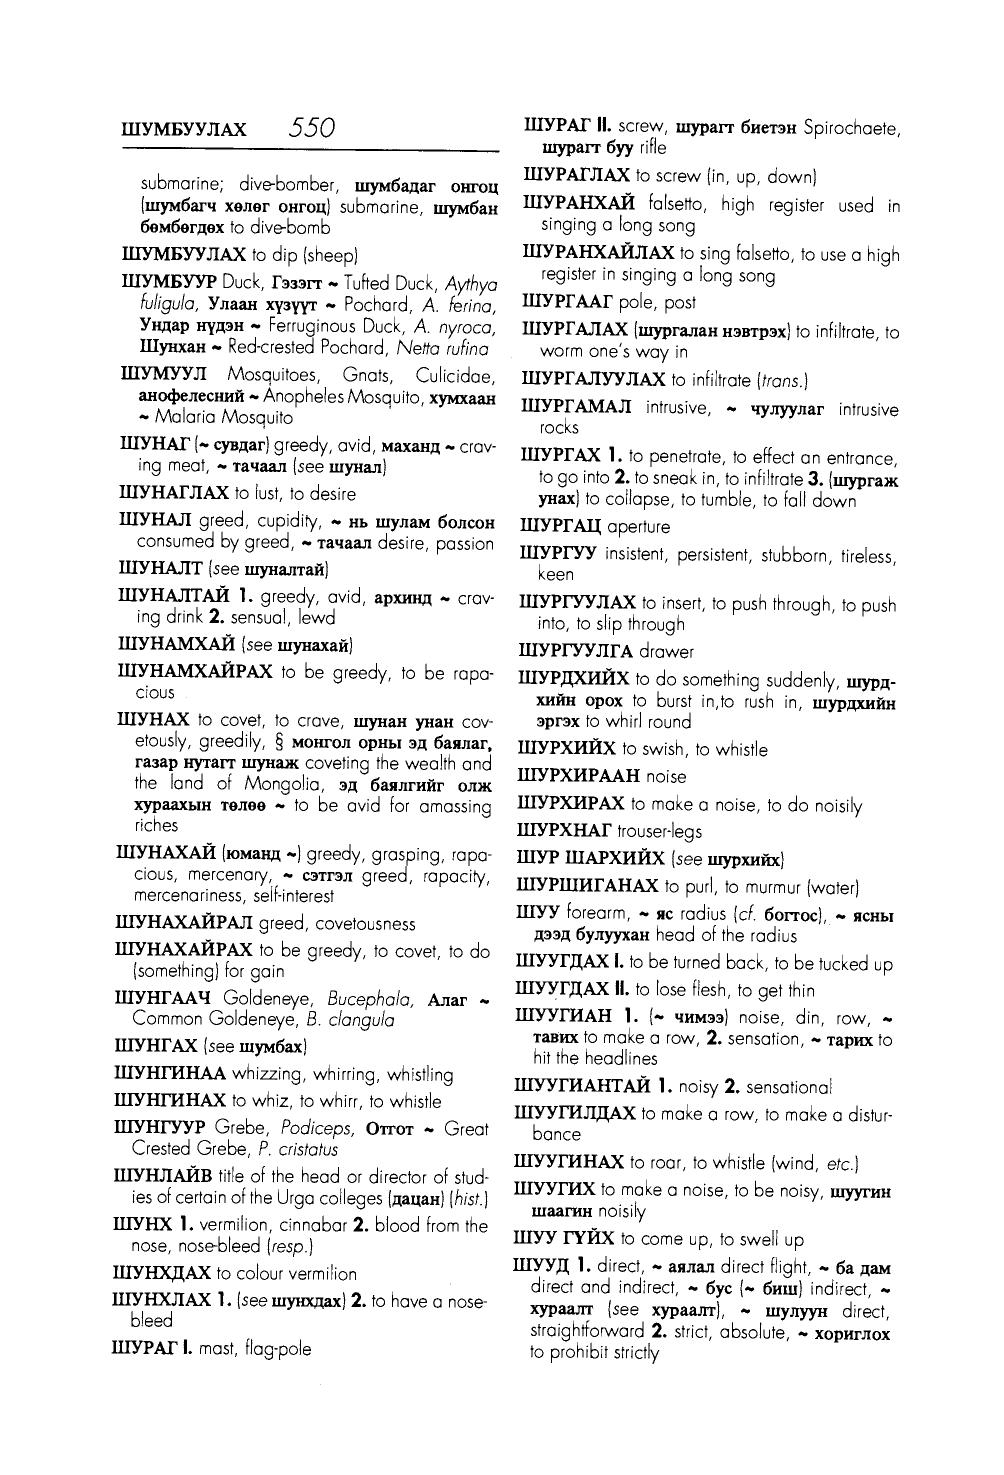 ШУМБУУЛАХ 550
submarine; dive-bomber, шумбадаг онгоц
(шумбагч хөлөг онгоц) submarine, шумбан
бөмбөгдөх to dive-bomb
ШУМБУУЛАХ to dip (sheep)
ШУМБУУР Duck, Гэзэгт ~ Tufted Duck, Aythya
fuligula, Улаан хүзүүт ~ Pochard, A. ferina,
Ундар нүдэн ~ Ferruginous Duck, A. nyroca,
Шунхан ~ Red-crested Pochard, Netta rufina
ШУМУУЛ Mosquitoes, Gnats, Culicidae,
анофелесний ~ Anopheles Mosquito, хумхаан
~ Malaria Mosquito
ШУНАГ (~ сувдаг) greedy, avid, маханд ~ crav-
ing meat, ~ тачаал (see шунал)
ШУНАГЛАХ to lust, to desire
ШУНАЛ greed, cupidity, ~ нь шулам болсон
consumed by greed, ~ тачаал desire, passion
ШУНАЛТ (see шуналтай)
ШУНАЛТАЙ 1. greedy, avid, архинд ~ crav-
ing drink 2. sensual, lewd
ШУНАМХАЙ (see шунахай)
ШУНАМХАЙРАХ to be greedy, to be rapa-
cious
ШУНАХ to covet, to crave, шунан унан cov-
etously, greedily, § монгол орны эд баялаг,
газар нутагт шунаж coveting the wealth and
the land of Mongolia, эд баялгийг олж
хураахын төлөө ~ to be avid for amassing
riches
ШУНАХАЙ (юманд ~) greedy, grasping, rapa-
cious, mercenary, ~ сэтгэл greed, rapacity,
mercenariness, self-interest
ШУНАХАЙРАЛ greed, covetousness
ШУНАХАЙРАХ to be greedy, to covet, to do
(something) for gain
ШУНГААЧ Goldeneye, Bucephala, Алаг ~
Common Goldeneye, B. clangula
ШУНГАХ (see шумбах)
ШУНГИНАА whizzing, whirring, whistling
ШУНГИНАХ to whiz, to whirr, to whistle
ШУНГУУР Grebe, Podiceps, Отгот ~ Great
Crested Grebe, P. cristatus
ШУНЛАЙВ title of the head or director of stud-
ies of certain of the Urga colleges (дацан) (hist.)
ШУНХ 1. vermilion, cinnabar 2. blood from the
nose, nose-bleed (resp.)
ШУНХДАХ to colour vermilion
ШУНХЛАХ 1. (see шунхдах) 2. to have a nose-
bleed
ШУРАГ I. mast, flag-pole
ШУРАГ II. screw, шурагт биетэн Spirochaete,
шурагт буу rifle
ШУРАГЛАХ to screw (in, up, down)
ШУРАНХАЙ falsetto, high register used in
singing a long song
ШУРАНХАЙЛАХ to sing falsetto, to use a high
register in singing a long song
ШУРГААГ pole, post
ШУРГАЛАХ (шургалан нэвтрэх) to infiltrate, to
worm one's way in
ШУРГАЛУУЛАХ to infiltrate (trans.)
ШУРГАМАЛ intrusive, ~ чулуулаг intrusive
rocks
ШУРГАХ 1. to penetrate, to effect an entrance,
to go into 2. to sneak in, to infiltrate 3. (шургаж
унах) to collapse, to tumble, to fall down
ШУРГАЦ aperture
ШУРГУУ insistent, persistent, stubborn, tireless,
keen
ШУРГУУЛАХ to insert, to push through, to push
into, to slip through
ШУРГУУЛГА drawer
ШУРДХИЙХ to do something suddenly, шурд-
хийн орох to burst in,to rush in, шурдхийн
эргэх to whirl round
ШУРХИЙХ to swish, to whistle
ШУРХИРААН noise
ШУРХИРАХ to make a noise, to do noisily
ШУРХНАГ trouser-legs
ШУР ШАРХИЙХ (see шурхийх)
ШУРШИГАНАХ to purl, to murmur (water)
ШУУ forearm, ~ яс radius (cf. богтос), ~ ясны
дээд булуухан head of the radius
ШУУГДАХ I. to be turned back, to be tucked up
ШУУГДАХ II. to lose flesh, to get thin
ШУУГИАН 1. (~ чимээ) noise, din, row, ~
тавих to make a row, 2. sensation, ~ тарих to
hit the headlines
ШУУГИАНТАЙ 1. noisy 2. sensational
ШУУГИЛДАХ to make a row, to make a distur-
bance
ШУУГИНАХ to roar, to whistle (wind, etc.)
ШУУГИХ to make a noise, to be noisy, шуугин
шаагин noisily
ШУУ ГҮЙХ to come up, to swell up
ШУУД 1. direct, ~ аялал direct flight, ~ ба дам
direct and indirect, ~ бус (~ биш) indirect, ~
хураалт (see хураалт), ~ шулуун direct,
straightforward 2. strict, absolute, ~ хориглох
to prohibit strictly